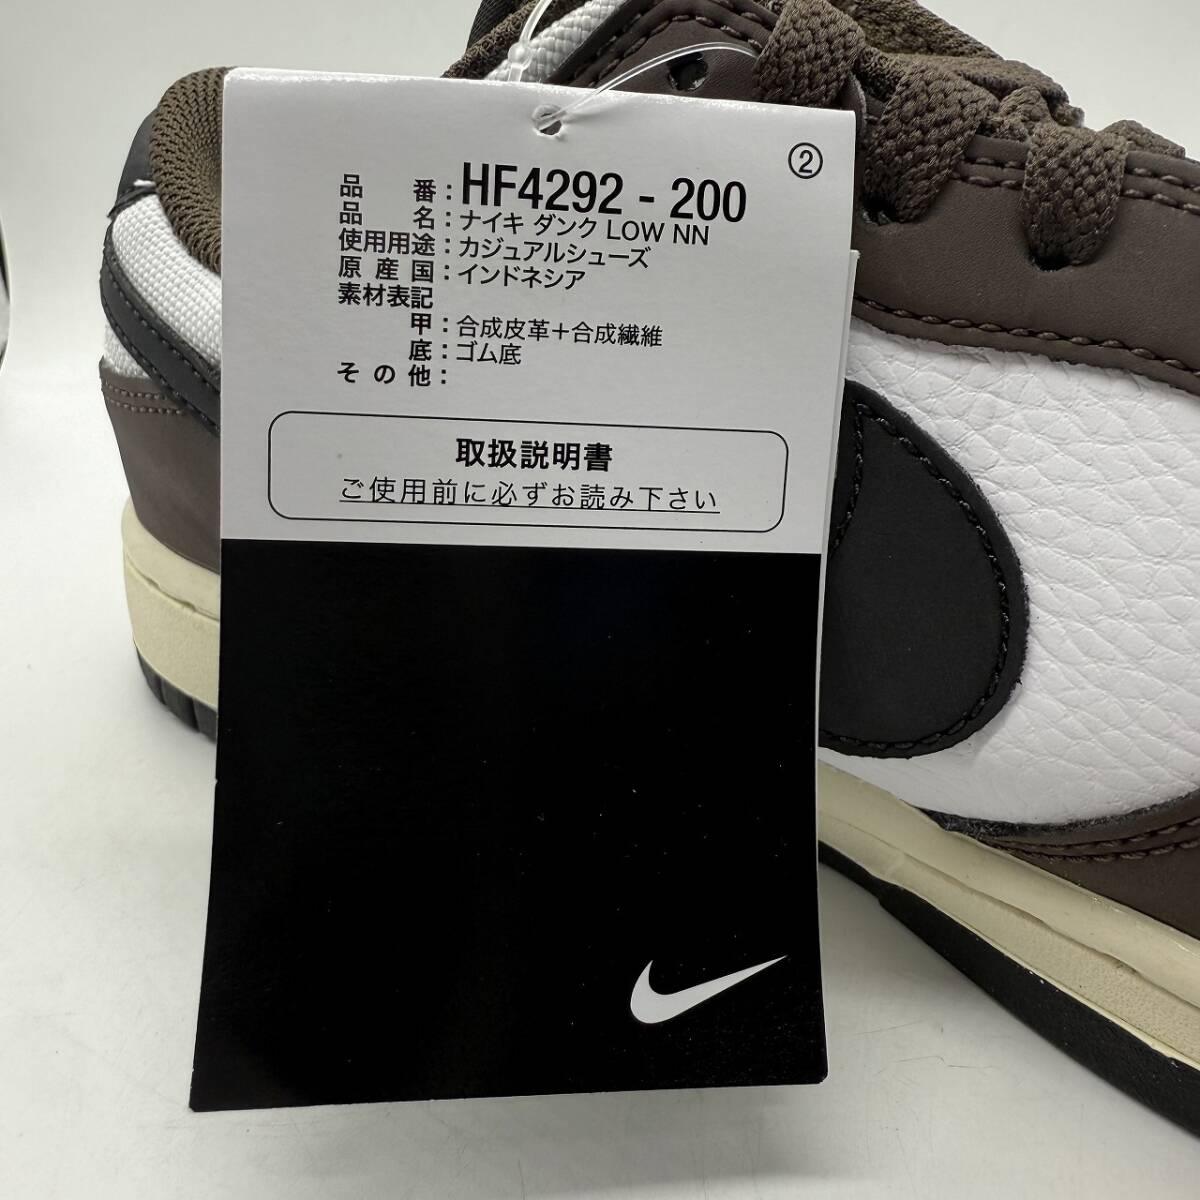 ②
品 番 : HF4292 - 200
品 名 : ナイキ ダンク LOW NN
使用用途 : カジュアルシューズ
原産国 : インドネシア
素材表記
甲 : 合成皮革＋合成繊維
底 : ゴム底
その他 :
取扱説明書
ご使用前に必ずお読み下さい